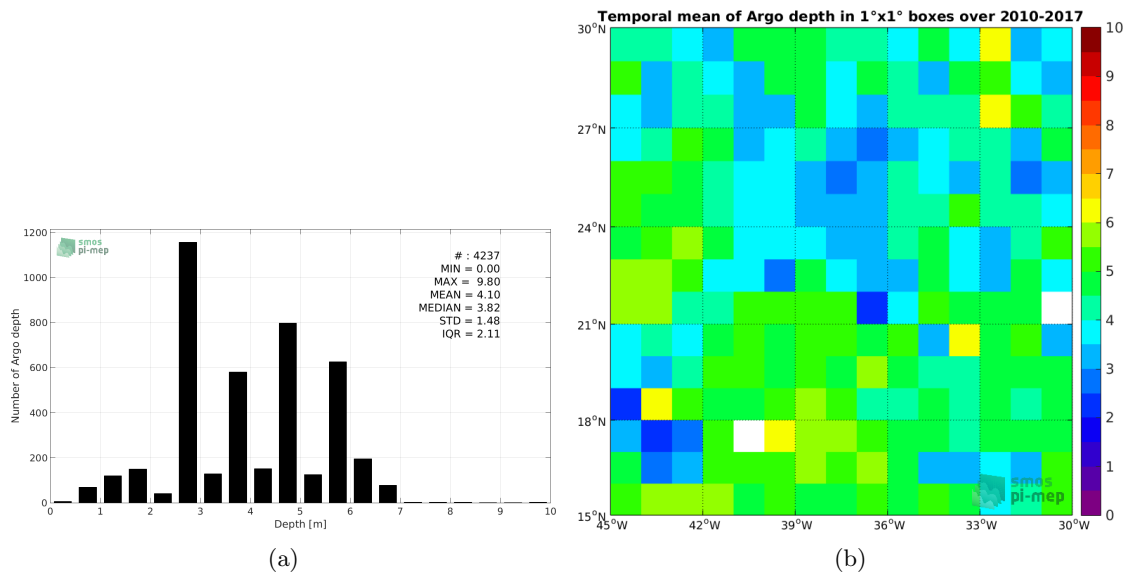 smos
pi-mep
# : 4237
MIN = 0.00
MAX = 9.80
MEAN = 4.10
MEDIAN = 3.82
STD = 1.48
IQR = 2.11
Number of Argo depth
1200
1000
800
600
400
200
0
0 1 2 3 4 5 6 7 8 9 10
Depth [m]
(a)
Temporal mean of Argo depth in 1°x1° boxes over 2010-2017
30°N
27°N
24°N
21°N
18°N
15°N
45°W 42°W 39°W 36°W 33°W 30°W
10
9
8
7
6
5
4
3
2
1
0
smos
pi-mep
(b)